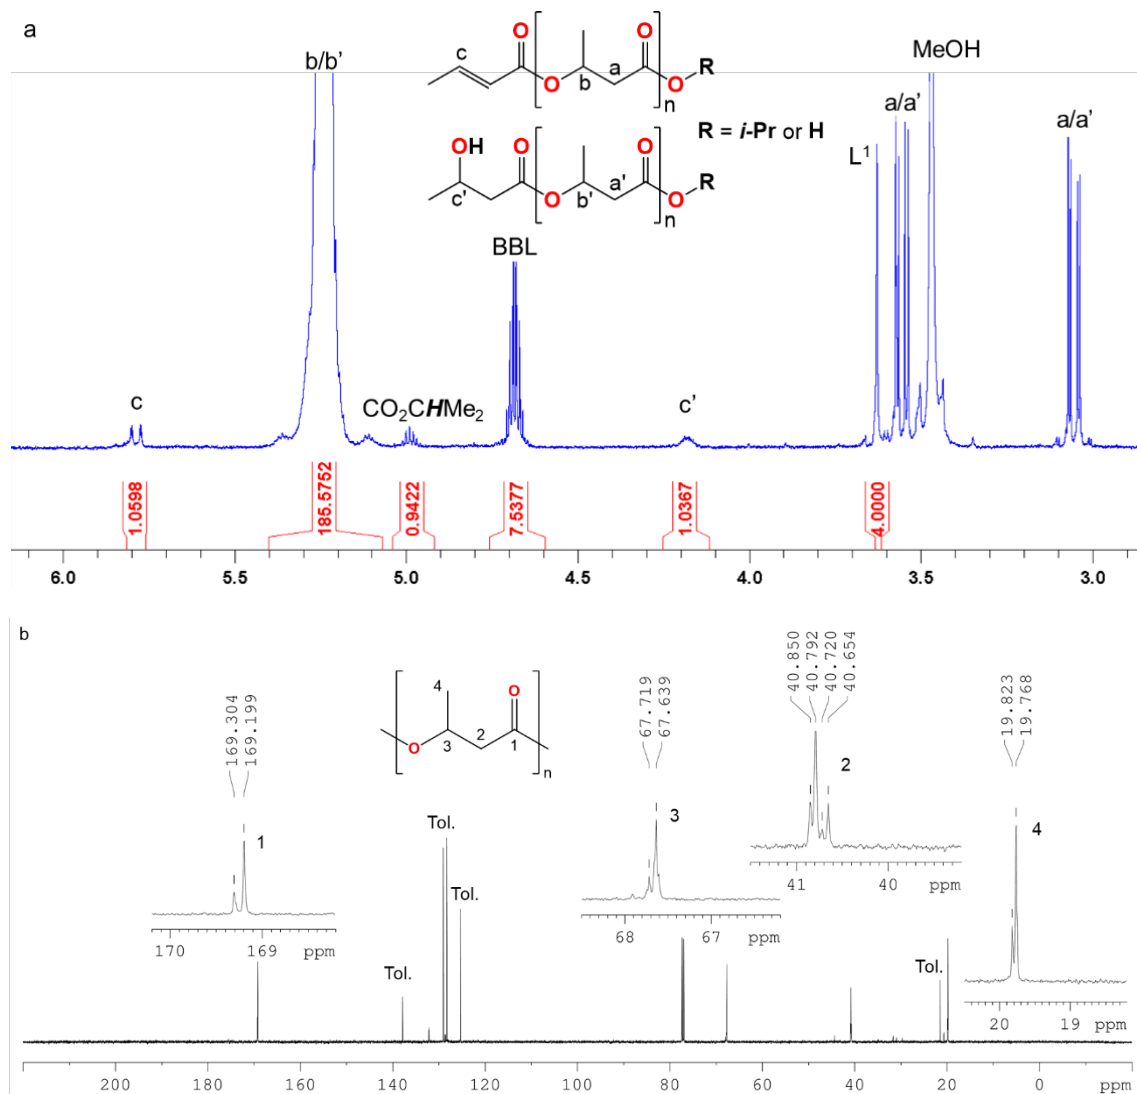 a
b/b’
c
O
O
a
b
O
O
R
n
MeOH
R = i-Pr or H
OH
O
O
a’
c’
b’
O
O
R
n
a/a’
L1
a/a’
BBL
c
CO2CHMe2
c’
1.0598
185.5752
0.9422
7.5377
1.0367
4.0000
6.0 5.5 5.0 4.5 4.0 3.5 3.0
b
169.304
169.199
4
O
2
O
3
1
n
67.719
67.639
40.850
40.792
40.720
40.654
19.823
19.768
1
170 169 ppm
Tol.
Tol.
Tol.
3
68 67 ppm
2
41 40 ppm
4
20 19 ppm
Tol.
200 180 160 140 120 100 80 60 40 20 0 ppm